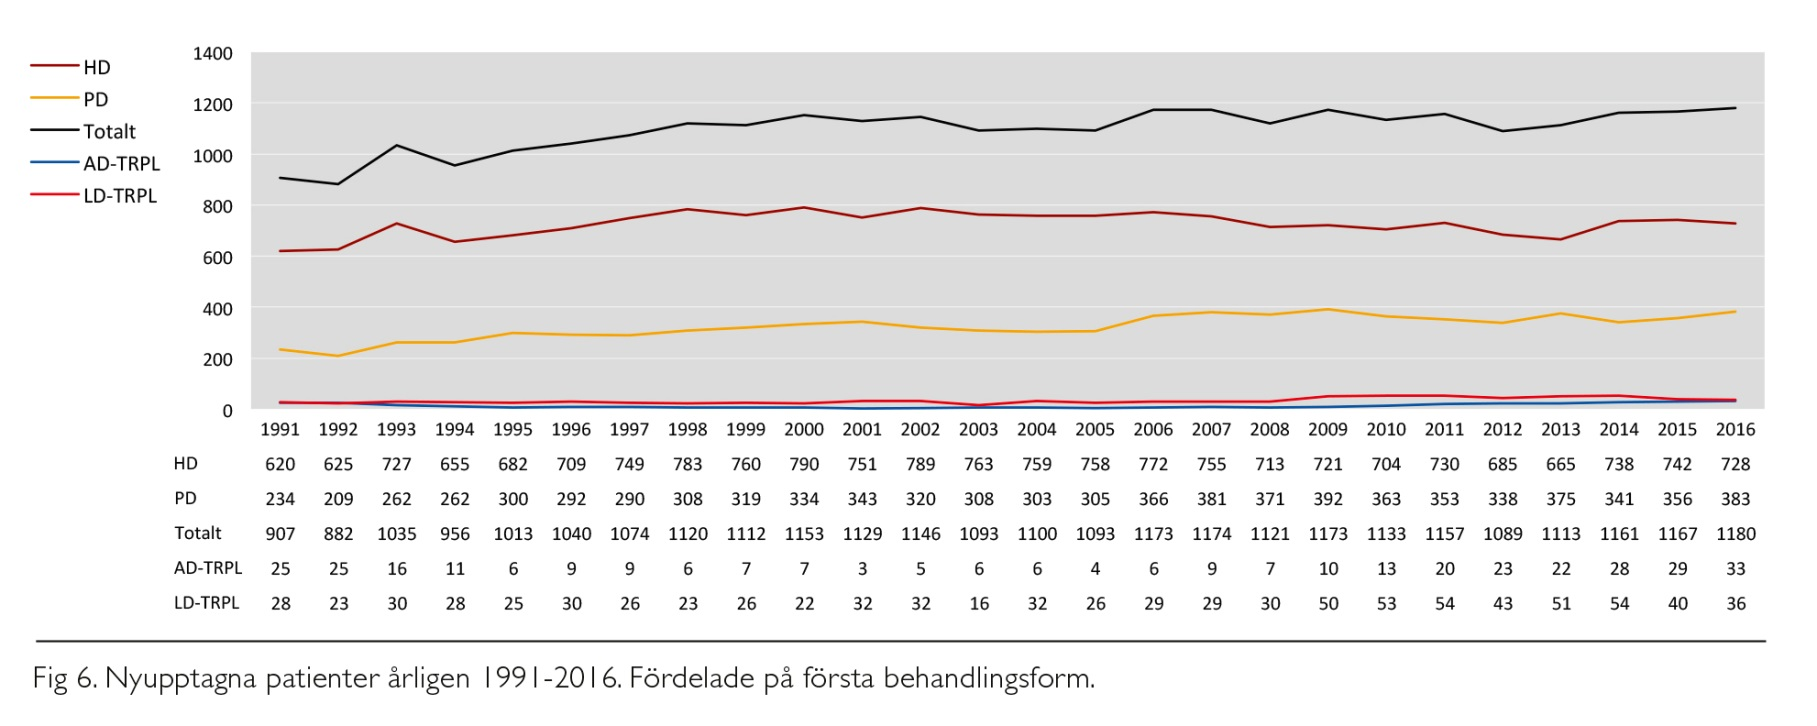 HD
PD
Totalt
AD-TRPL
LD-TRPL
1400
1200
1000
800
600
400
200
0
1991 1992 1993 1994 1995 1996 1997 1998 1999 2000 2001 2002 2003 2004 2005 2006 2007 2008 2009 2010 2011 2012 2013 2014 2015 2016
HD 620 625 727 655 682 709 749 783 760 790 751 789 763 759 758 772 755 713 721 704 730 685 665 738 742 728
PD 234 209 262 262 300 292 290 308 319 334 343 320 308 303 305 366 381 371 392 363 353 338 375 341 356 383
Totalt 907 882 1035 956 1013 1040 1074 1120 1112 1153 1129 1146 1093 1100 1093 1173 1174 1121 1173 1133 1157 1089 1113 1161 1167 1180
AD-TRPL 25 25 16 11 6 9 9 6 7 7 3 5 6 6 4 6 9 7 10 13 20 23 22 28 29 33
LD-TRPL 28 23 30 28 25 30 26 23 26 22 32 32 16 32 26 29 29 30 50 53 54 43 51 54 40 36
Fig 6. Nyupptagna patienter årligen 1991-2016. Fördelade på första behandlingsform.